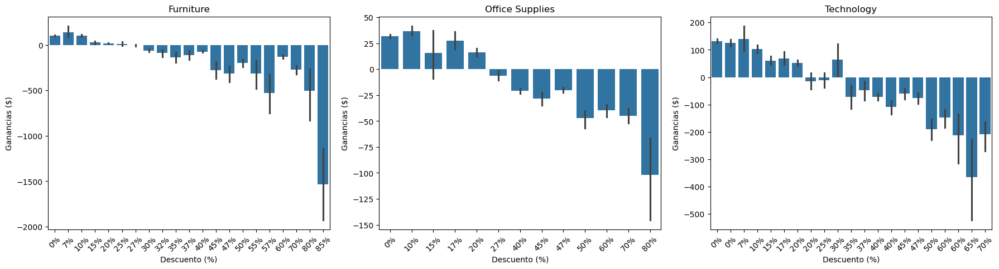 Furniture
Ganancias ($)
0
−500
−1000
−1500
−2000
0% 7% 10% 15% 20% 25% 27% 30% 32% 35% 37% 40% 45% 47% 50% 55% 57% 60% 70% 80% 85%
Descuento (%)
Office Supplies
Ganancias ($)
50
25
0
−25
−50
−75
−100
−125
−150
0% 10% 15% 17% 20% 27% 40% 45% 47% 50% 60% 70% 80%
Descuento (%)
Technology
Ganancias ($)
200
100
0
−100
−200
−300
−400
−500
0% 0% 7% 10% 15% 17% 20% 20% 25% 30% 35% 37% 40% 40% 45% 47% 50% 60% 60% 65% 70%
Descuento (%)